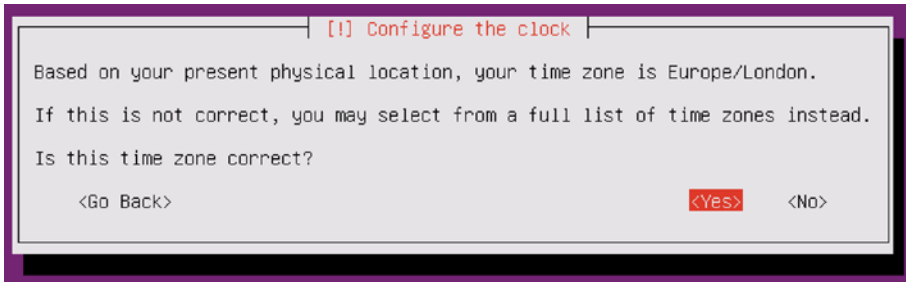 [!] Configure the clock
Based on your present physical location, your time zone is Europe/London.
If this is not correct, you may select from a full list of time zones instead.
Is this time zone correct?
<Go Back> <Yes> <No>